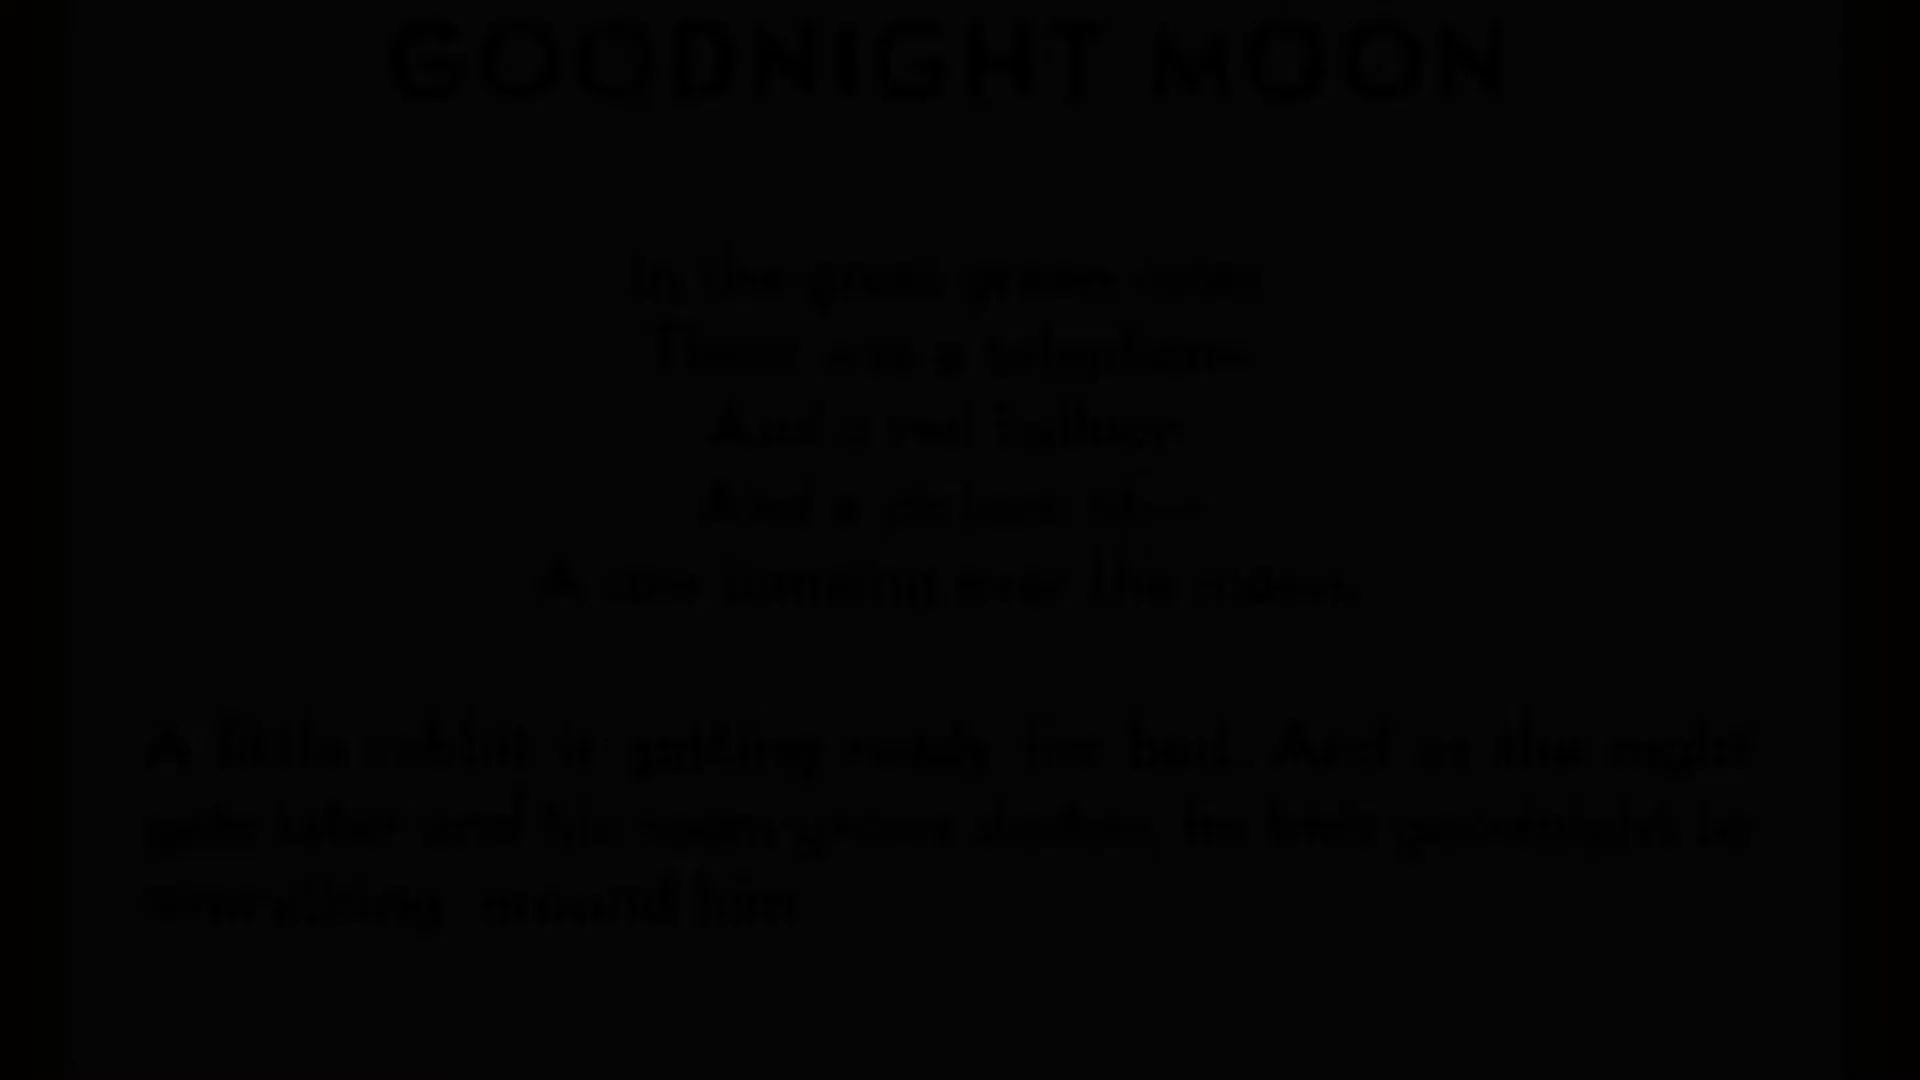 GOODNIGHT MOON
In the great green room
There was a telephone
And a red balloon
And a picture of—
A cow jumping over the moon.
A little rabbit is getting ready for bed. And as the night
gets later and his room grows darker, he bids goodnight to
everything around him